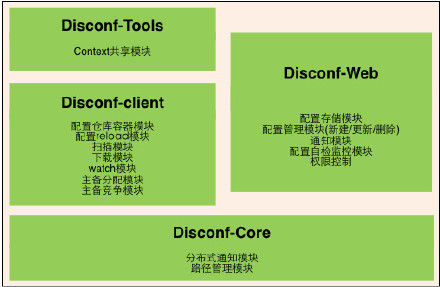 Disconf-Tools
Context共享模块
Disconf-client
配置仓库容器模块
配置reload模块
扫描模块
下载模块
watch模块
主备分配模块
主备竞争模块
Disconf-Web
配置存储模块
配置管理模块(新建/更新/删除)
通知模块
配置自检监控模块
权限控制
Disconf-Core
分布式通知模块
路径管理模块